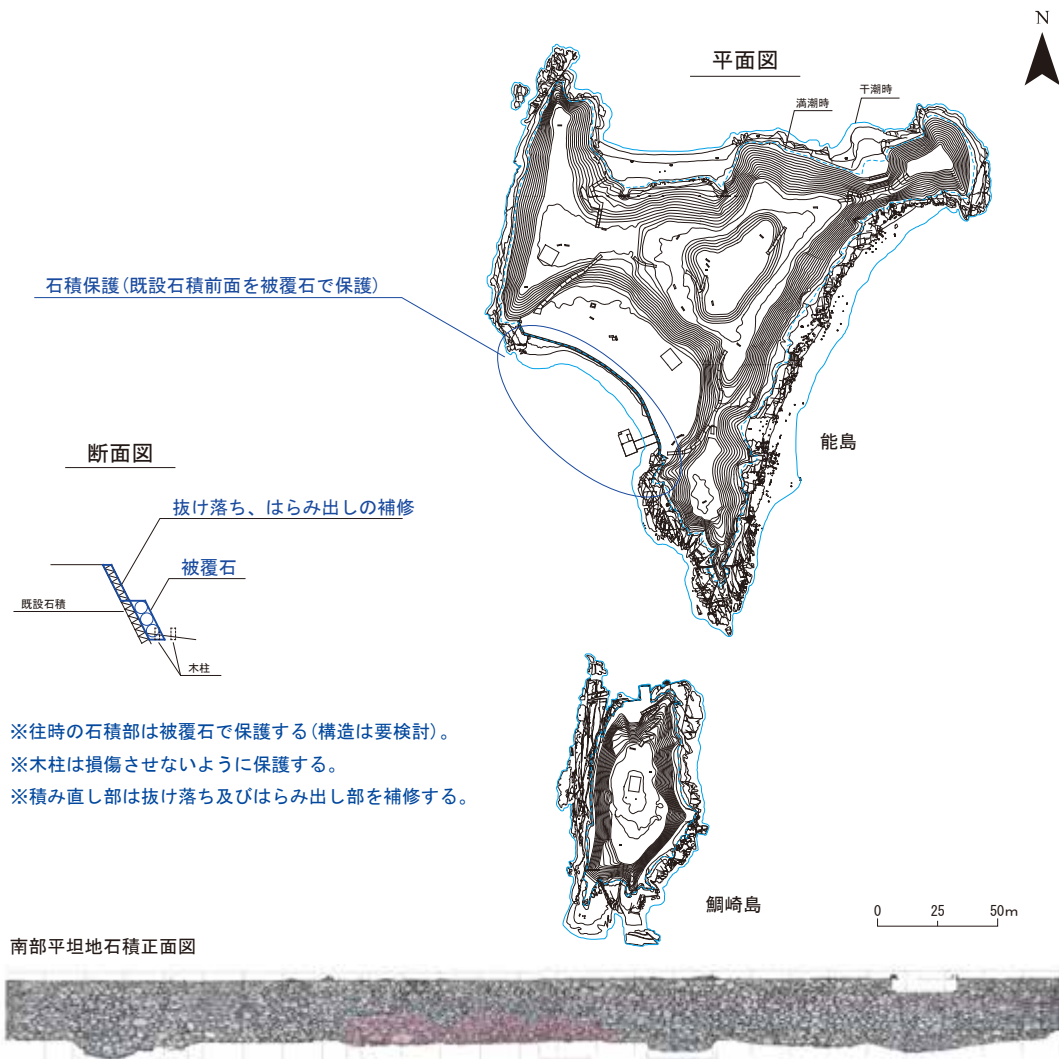 N
平面図
干潮時
満潮時
石積保護(既設石積前面を被覆石で保護)
能島
断面図
抜け落ち、はらみ出しの補修
被覆石
既設石積
木柱
※往時の石積部は被覆石で保護する(構造は要検討)。
※木柱は損傷させないように保護する。
※積み直し部は抜け落ち及びはらみ出し部を補修する。
鯛崎島
0 25 50m
南部平坦地石積正面図